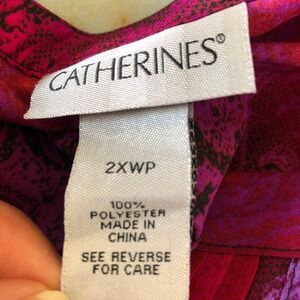 CATHERINES®
2XWP
100%
POLYESTER
MADE IN
CHINA
SEE REVERSE
FOR CARE